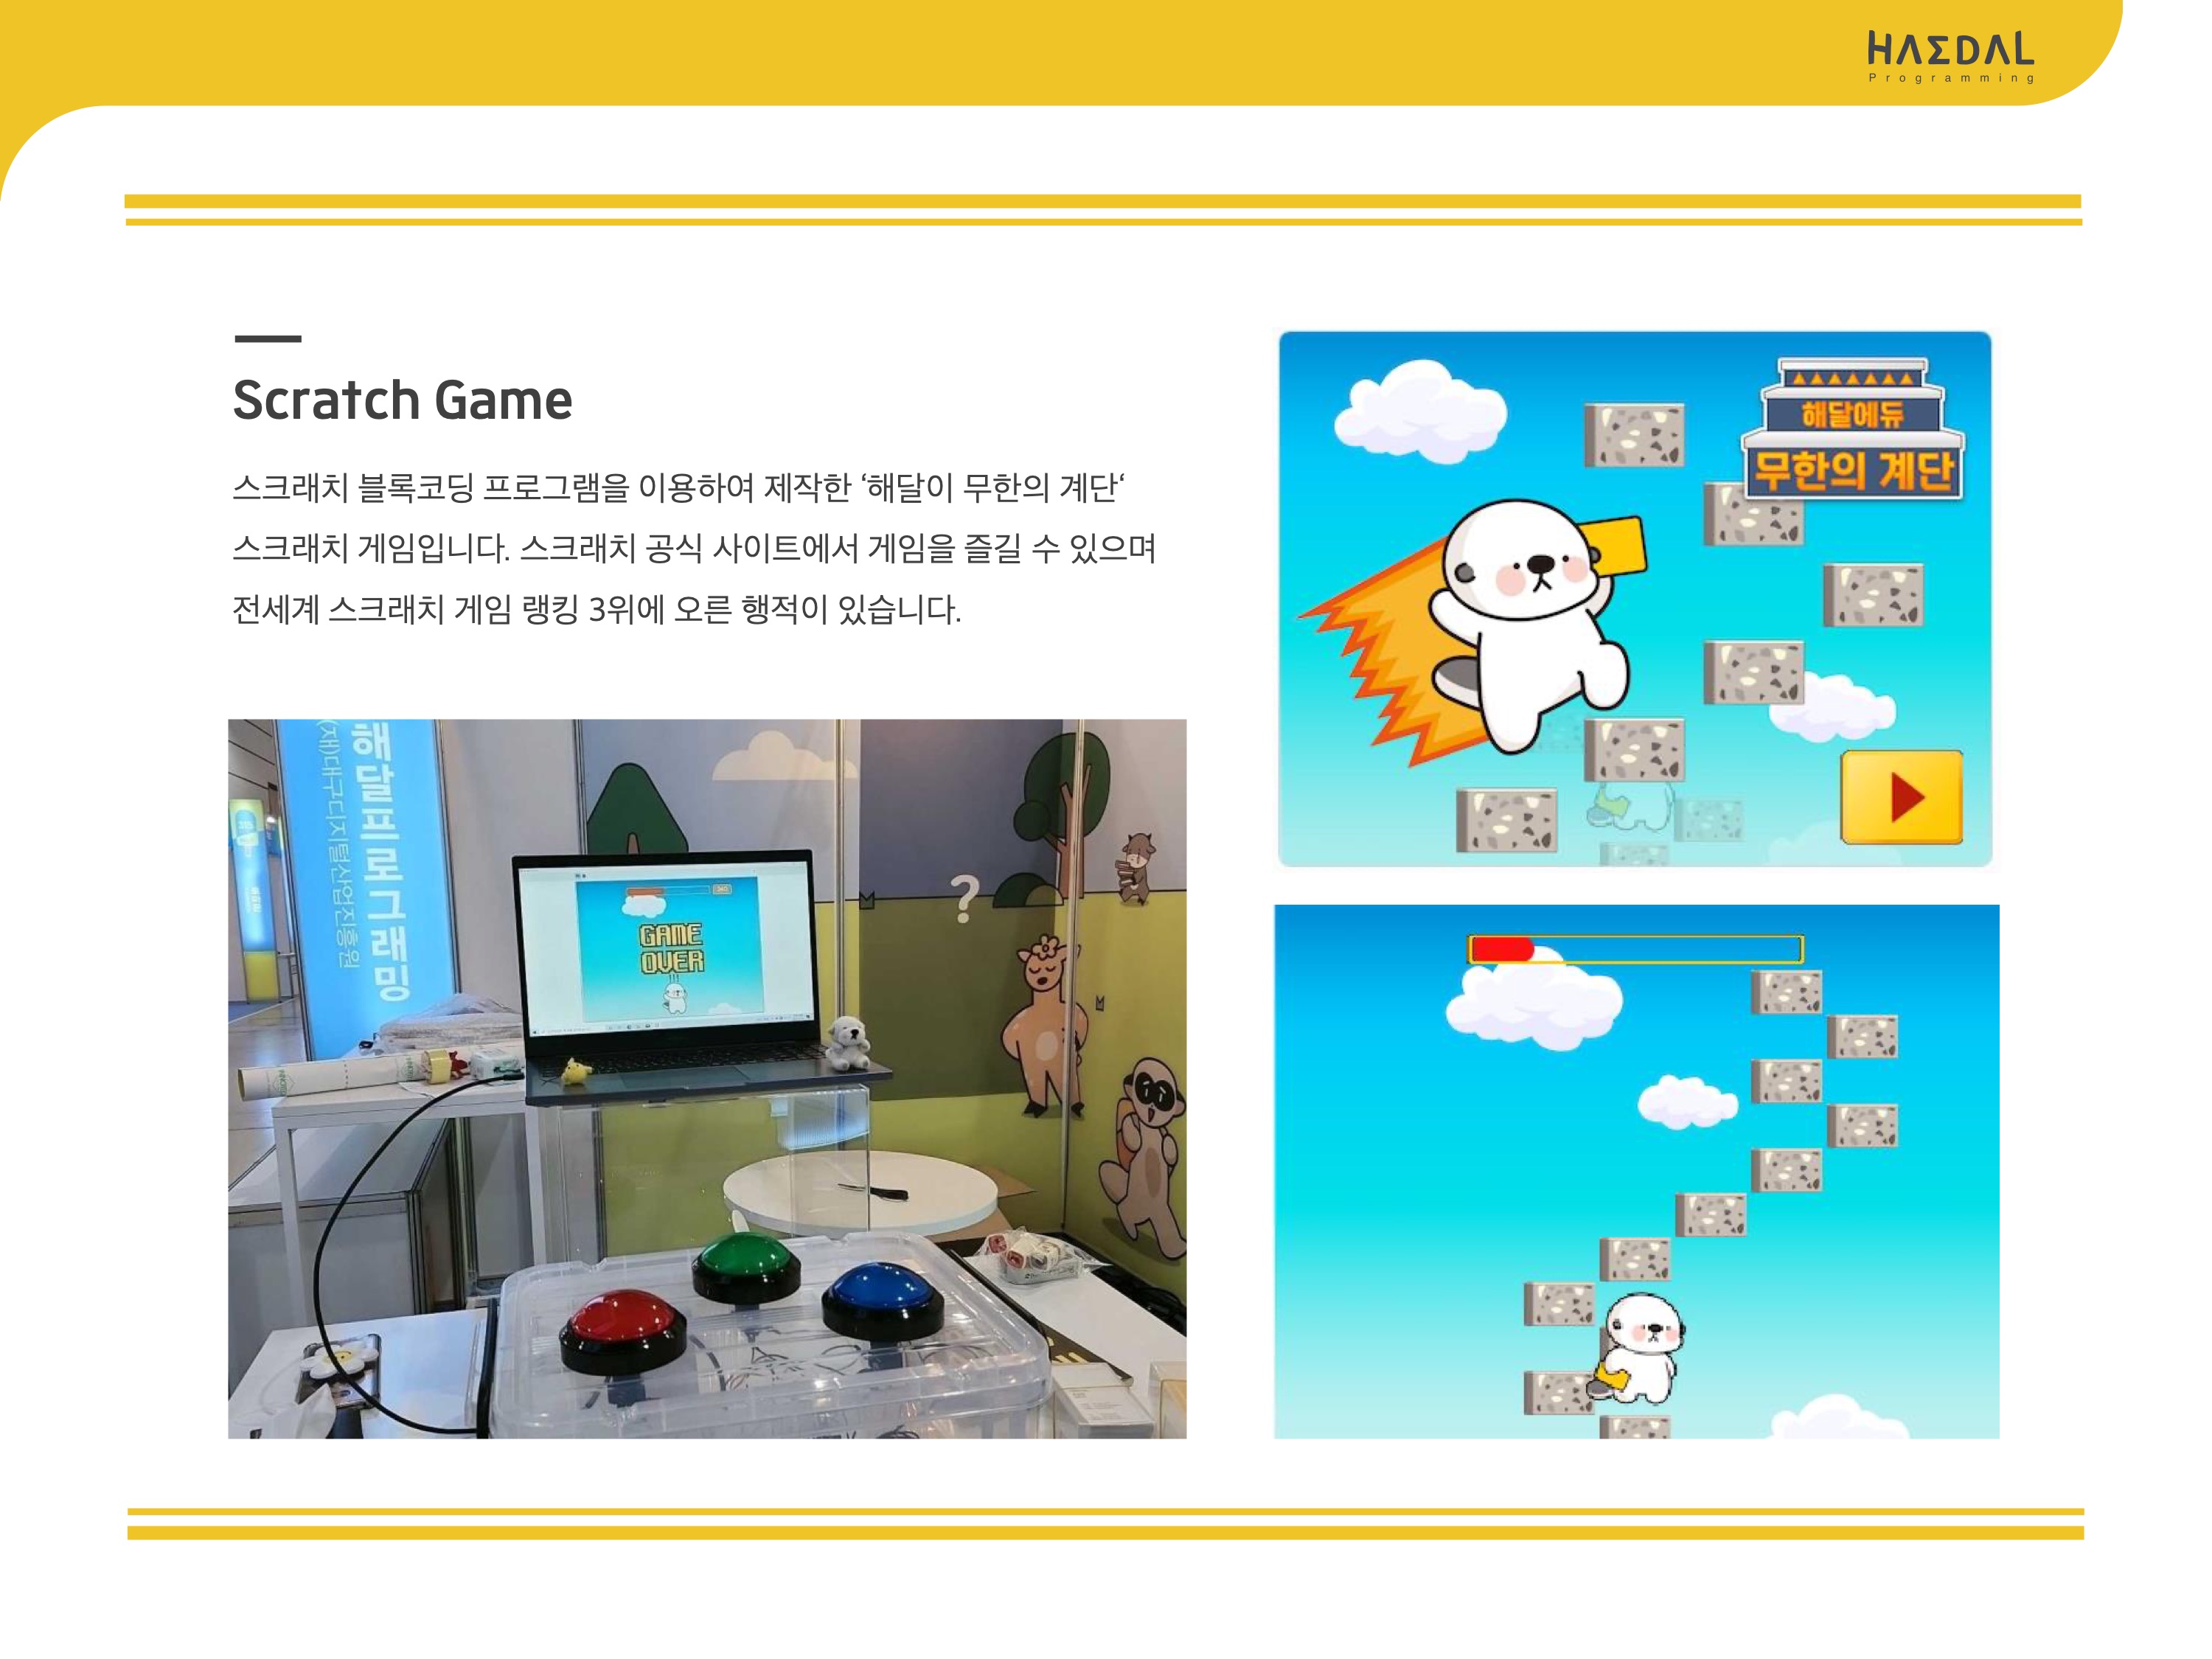 HAΣDAL
Programming
Scratch Game
스크래치 블록코딩 프로그램을 이용하여 제작한 ‘해달이 무한의 계단‘
스크래치 게임입니다. 스크래치 공식 사이트에서 게임을 즐길 수 있으며
전세계 스크래치 게임 랭킹 3위에 오른 행적이 있습니다.
해달에듀
무한의 계단
해달프로그래밍
(재)대구디지털산업진흥원
GAME
OVER
?